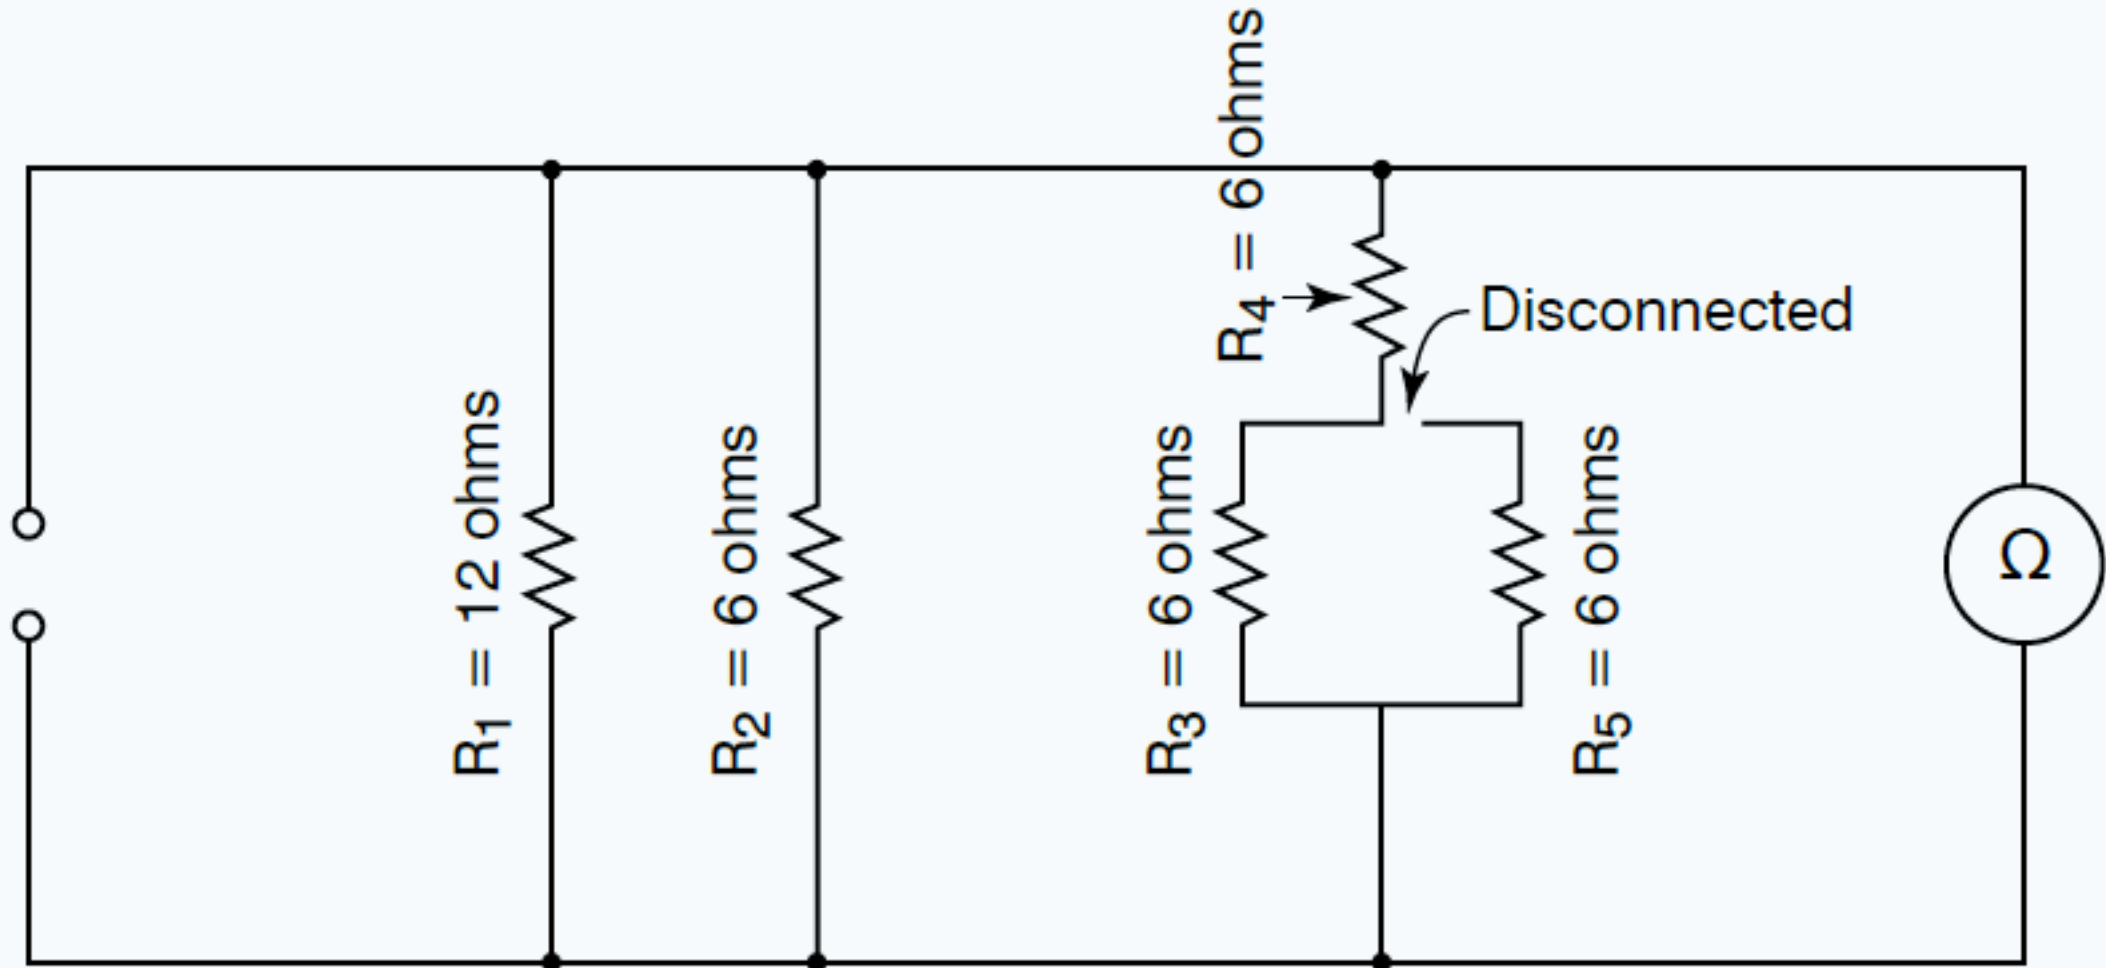 R1 = 12 ohms
R2 = 6 ohms
R3 = 6 ohms
R4 = 6 ohms
Disconnected
R5 = 6 ohms
Ω